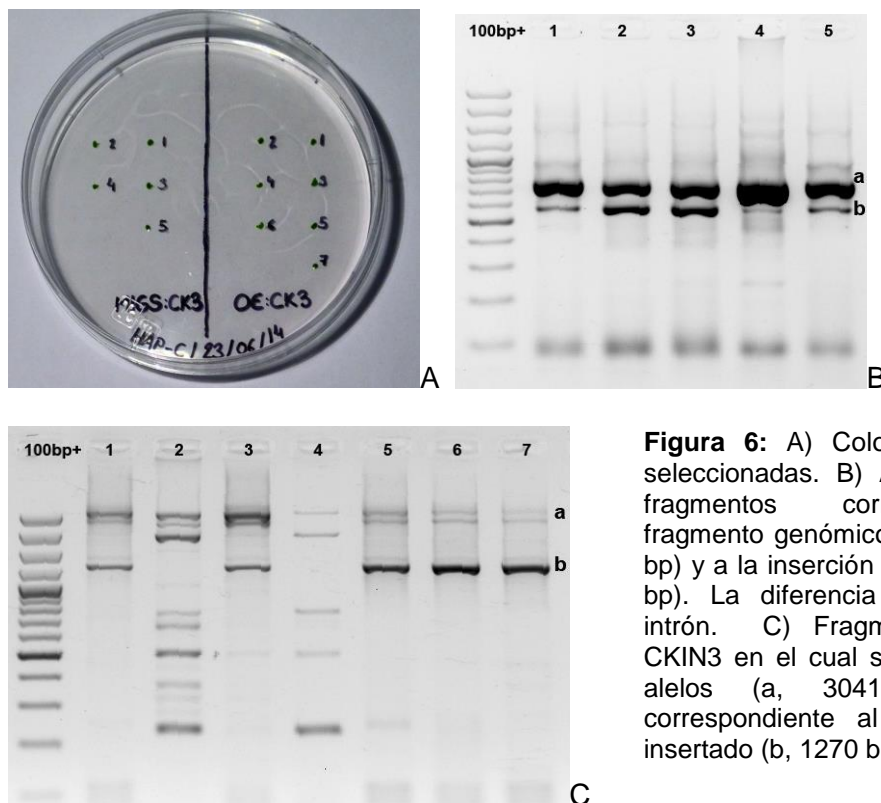 2 1 2 1
4 3 4 3
5 6 5
7
OE:CK3
HAP-C/23/06/14
A
100bp+ 1 2 3 4 5
a
b
B
100bp+ 1 2 3 4 5 6 7
a
b
C
Figura 6: A) Colo
seleccionadas. B) A
fragmentos cor
fragmento genómico
bp) y a la inserción
bp). La diferencia
intrón. C) Fragm
CKIN3 en el cual s
alelos (a, 3041
correspondiente al
insertado (b, 1270 b